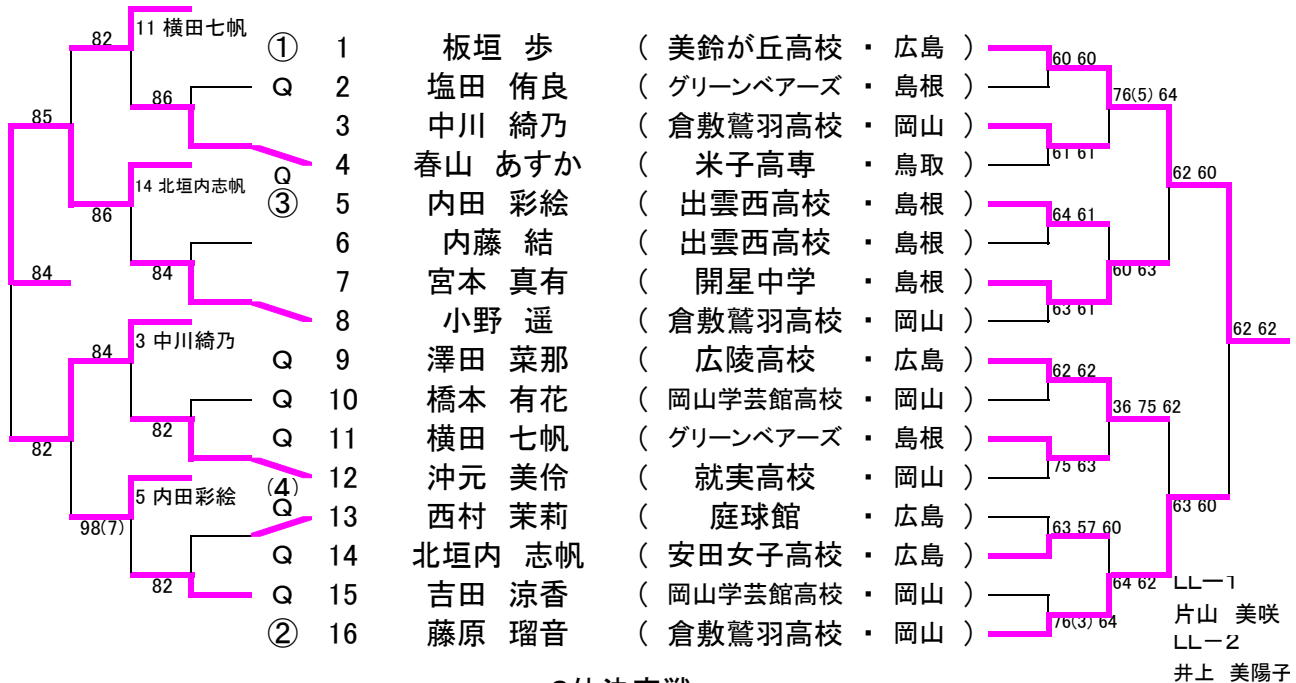 11 横田七帆
82
86
85
14 北垣内志帆
86
84
84
3 中川綺乃
84
82
82
5 内田彩絵
98(7)
82
① 1 板垣 歩 ( 美鈴が丘高校 ・ 広島 )
Q 2 塩田 侑良 ( グリーンベアーズ ・ 島根 )
3 中川 綺乃 ( 倉敷鷲羽高校 ・ 岡山 )
Q 4 春山 あすか ( 米子高専 ・ 鳥取 )
③ 5 内田 彩絵 ( 出雲西高校 ・ 島根 )
6 内藤 結 ( 出雲西高校 ・ 島根 )
7 宮本 真有 ( 開星中学 ・ 島根 )
8 小野 遥 ( 倉敷鷲羽高校 ・ 岡山 )
Q 9 澤田 菜那 ( 広陵高校 ・ 広島 )
Q 10 橋本 有花 ( 岡山学芸館高校 ・ 岡山 )
Q 11 横田 七帆 ( グリーンベアーズ ・ 島根 )
(4) 12 沖元 美伶 ( 就実高校 ・ 岡山 )
Q 13 西村 茉莉 ( 庭球館 ・ 広島 )
Q 14 北垣内 志帆 ( 安田女子高校 ・ 広島 )
Q 15 吉田 涼香 ( 岡山学芸館高校 ・ 岡山 )
② 16 藤原 瑠音 ( 倉敷鷲羽高校 ・ 岡山 )
60 60
76(5) 64
61 61
62 60
64 61
60 63
63 61
62 62
62 62
36 75 62
75 63
63 60
63 57 60
64 62
76(3) 64
LL－1
片山 美咲
LL－2
井上 美陽子